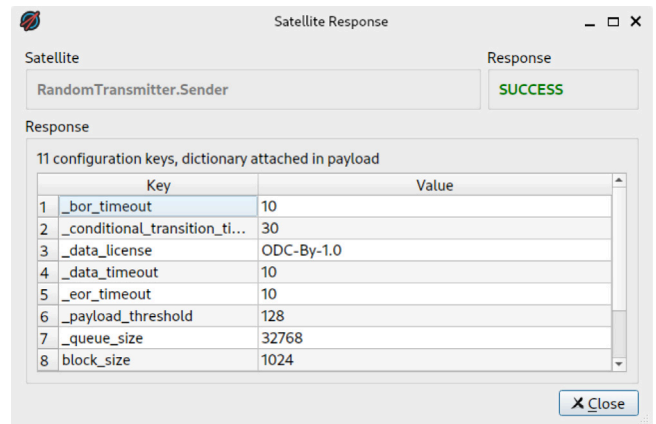 Satellite Response
Satellite Response
RandomTransmitter.Sender SUCCESS
Response
11 configuration keys, dictionary attached in payload
Key Value
1 _bor_timeout 10
2 _conditional_transition_ti... 30
3 _data_license ODC-By-1.0
4 _data_timeout 10
5 _eor_timeout 10
6 _payload_threshold 128
7 _queue_size 32768
8 block_size 1024
Close